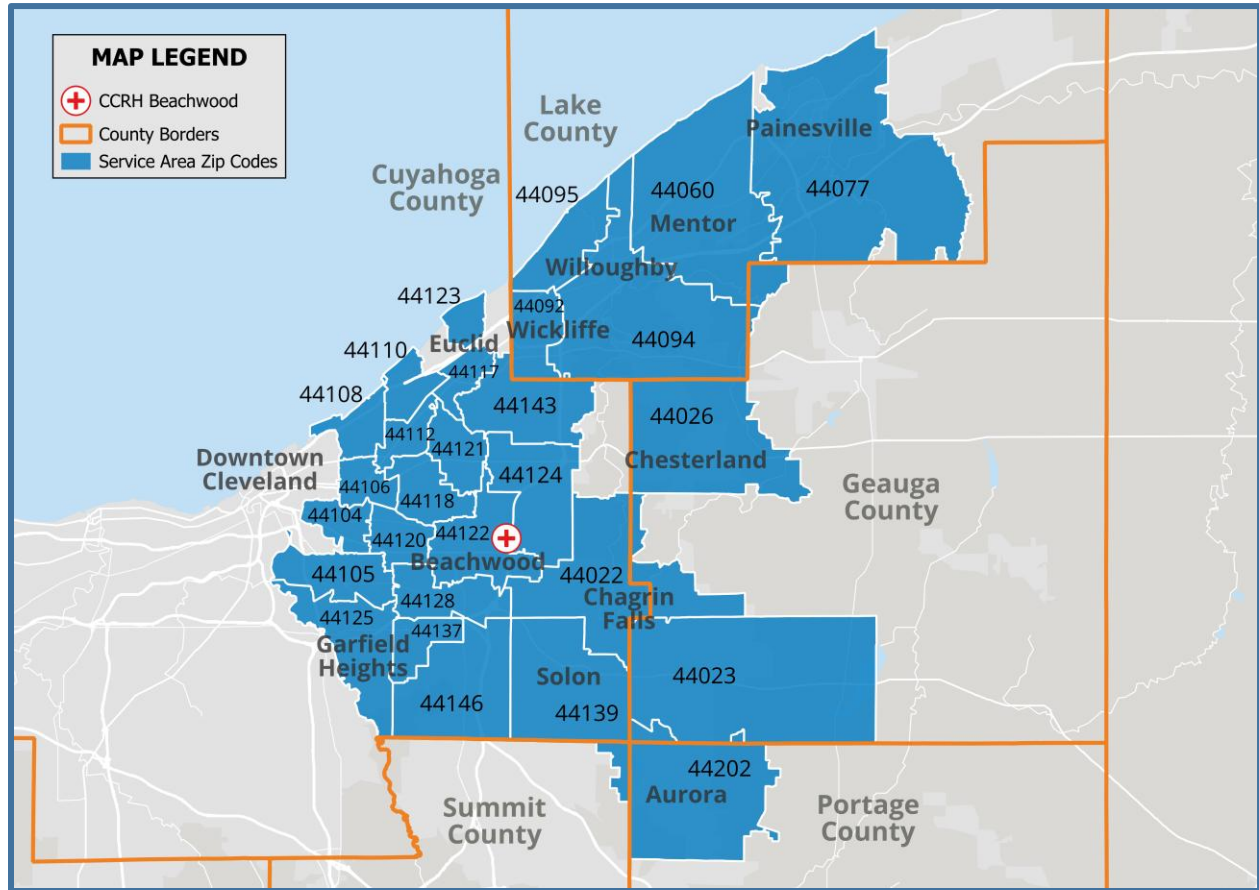 MAP LEGEND
CCRH Beachwood
County Borders
Service Area Zip Codes
Lake
County
Cuyahoga
County
Painesville
44077
44095
44060
Mentor
Willoughby
44123
44092
Wickliffe
44094
Euclid
44110
44117
44108
44143
44026
Chesterland
44112
44121
44124
Downtown
Cleveland
44106
44118
Geauga
County
44104
44120
44122
Beachwood
44105
44022
Chagrin
Falls
44128
44125
44137
Garfield
Heights
Solon
44023
44146
44139
44202
Aurora
Summit
County
Portage
County